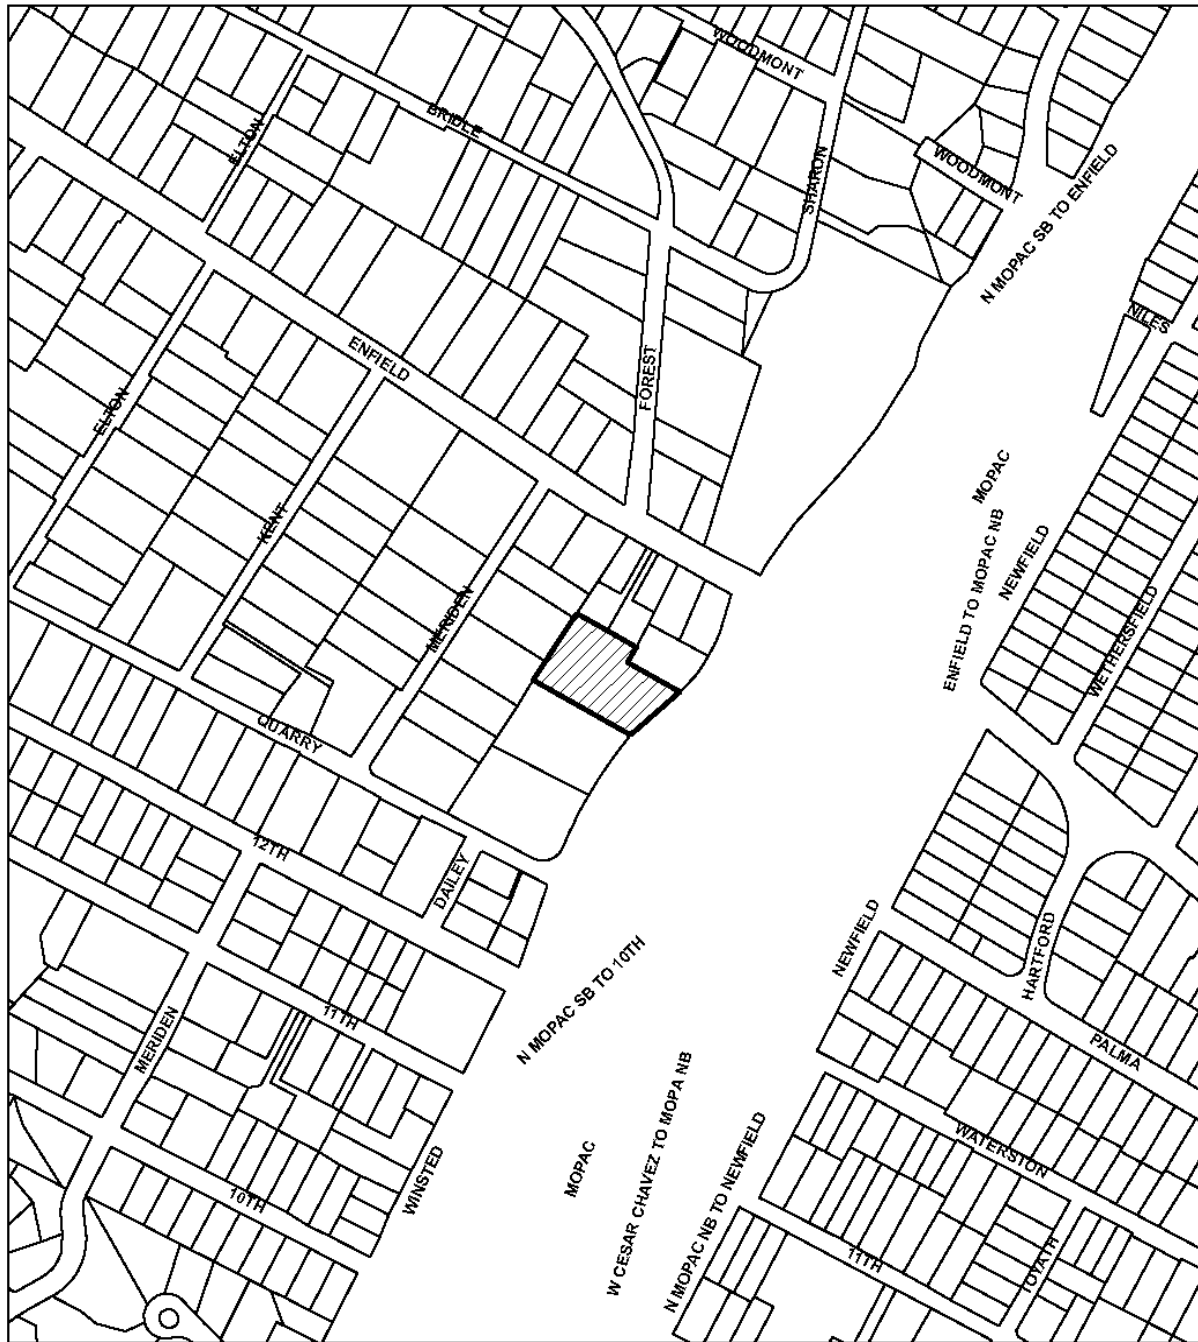 WOODMONT
BRIDLE
ELTON
WOODMONT
SHARON
N MOPAC SB TO ENFIELD
NILES
ENFIELD
FOREST
ELTON
MOPAC
KENT
ENFIELD TO MOPAC NB
NEWFIELD
MERIDEN
WETHERSFIELD
QUARRY
12TH
DAILEY
NEWFIELD
HARTFORD
N MOPAC SB TO 10TH
11TH
MERIDEN
PALMA
WATERSTON
MOPAC
W CESAR CHAVEZ TO MOPA NB
N MOPAC NB TO NEWFIELD
WINSTED
10TH
11TH
TOYATH